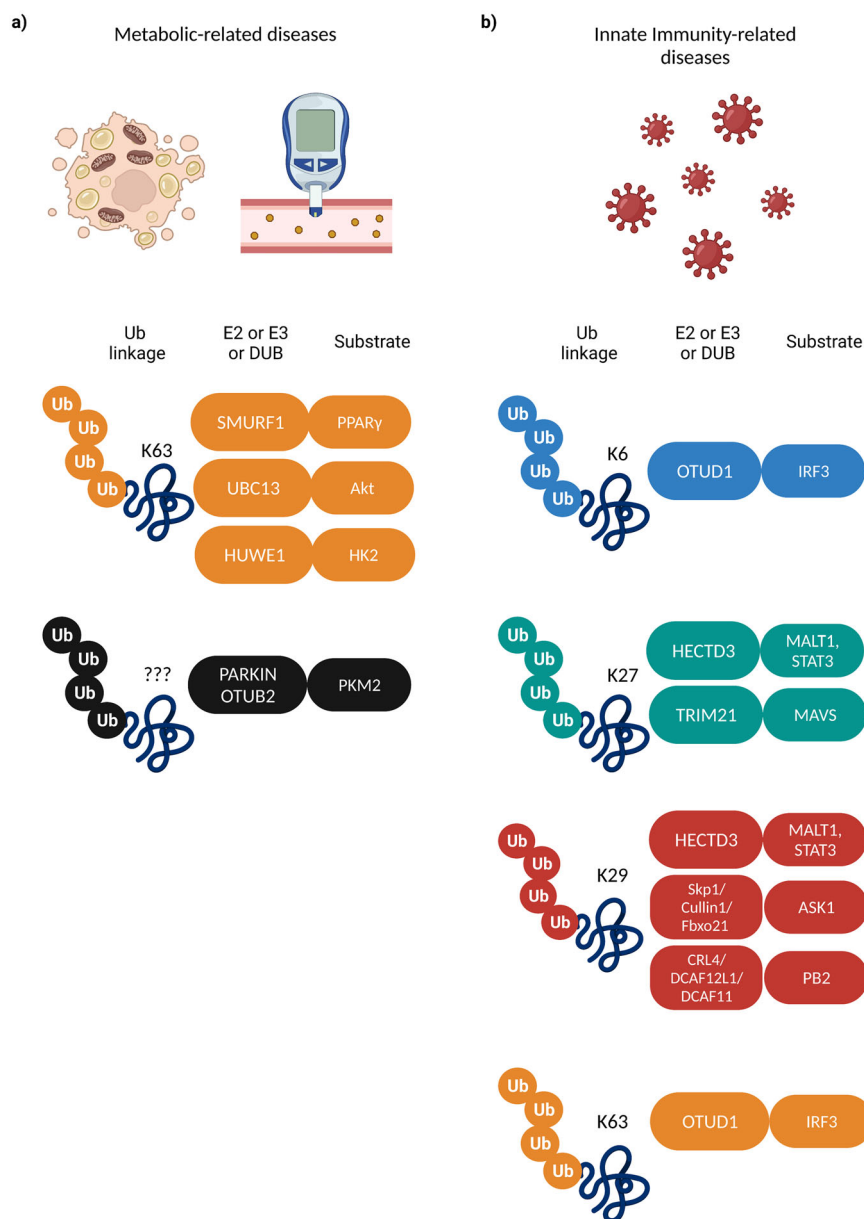 a)
Metabolic-related diseases
Ub
linkage
E2 or E3
or DUB
Substrate
Ub
Ub
Ub
Ub
K63
SMURF1
PPARγ
UBC13
Akt
HUWE1
HK2
Ub
Ub
Ub
Ub
???
PARKIN
OTUB2
PKM2
b)
Innate Immunity-related
diseases
Ub
linkage
E2 or E3
or DUB
Substrate
Ub
Ub
Ub
Ub
K6
OTUD1
IRF3
Ub
Ub
Ub
Ub
K27
HECTD3
MALT1,
STAT3
TRIM21
MAVS
Ub
Ub
Ub
Ub
K29
HECTD3
MALT1,
STAT3
Skp1/
Cullin1/
Fbxo21
ASK1
CRL4/
DCAF12L1/
DCAF11
PB2
Ub
Ub
Ub
Ub
K63
OTUD1
IRF3